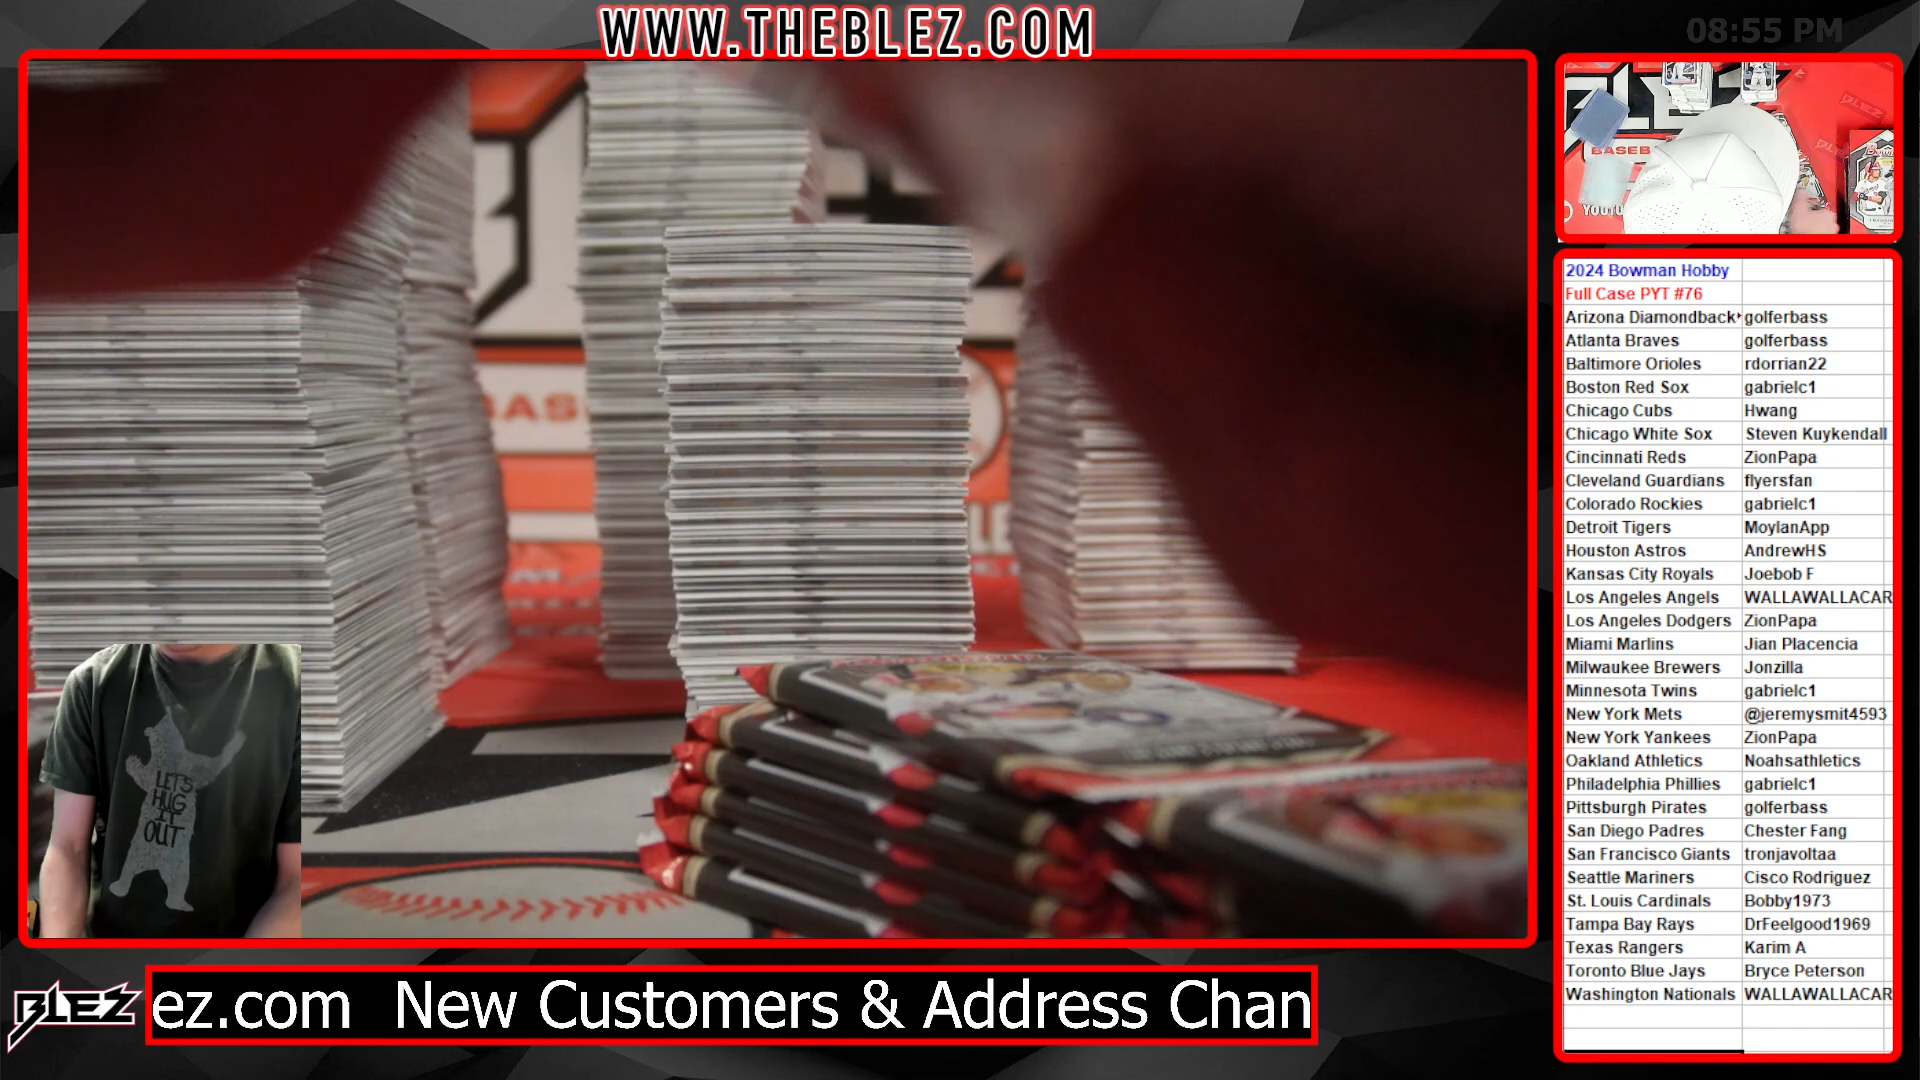 WWW.THEBLEZ.COM
08:55 PM
BASEB
YOUTU
BAS
LET'S
HUG
IT
OUT
2024 Bowman Hobby
Full Case PYT #76
Arizona Diamondback golferbass
Atlanta Braves golferbass
Baltimore Orioles rdorrian22
Boston Red Sox gabrielc1
Chicago Cubs Hwang
Chicago White Sox Steven Kuykendall
Cincinnati Reds ZionPapa
Cleveland Guardians flyersfan
Colorado Rockies gabrielc1
Detroit Tigers MoylanApp
Houston Astros AndrewHS
Kansas City Royals Joebob F
Los Angeles Angels WALLAWALLACAR
Los Angeles Dodgers ZionPapa
Miami Marlins Jian Placencia
Milwaukee Brewers Jonzilla
Minnesota Twins gabrielc1
New York Mets @jeremysmit4593
New York Yankees ZionPapa
Oakland Athletics Noahsathletics
Philadelphia Phillies gabrielc1
Pittsburgh Pirates golferbass
San Diego Padres Chester Fang
San Francisco Giants tronjavoltaa
Seattle Mariners Cisco Rodriguez
St. Louis Cardinals Bobby1973
Tampa Bay Rays DrFeelgood1969
Texas Rangers Karim A
Toronto Blue Jays Bryce Peterson
Washington Nationals WALLAWALLACAR
BLEZ
ez.com New Customers & Address Chan